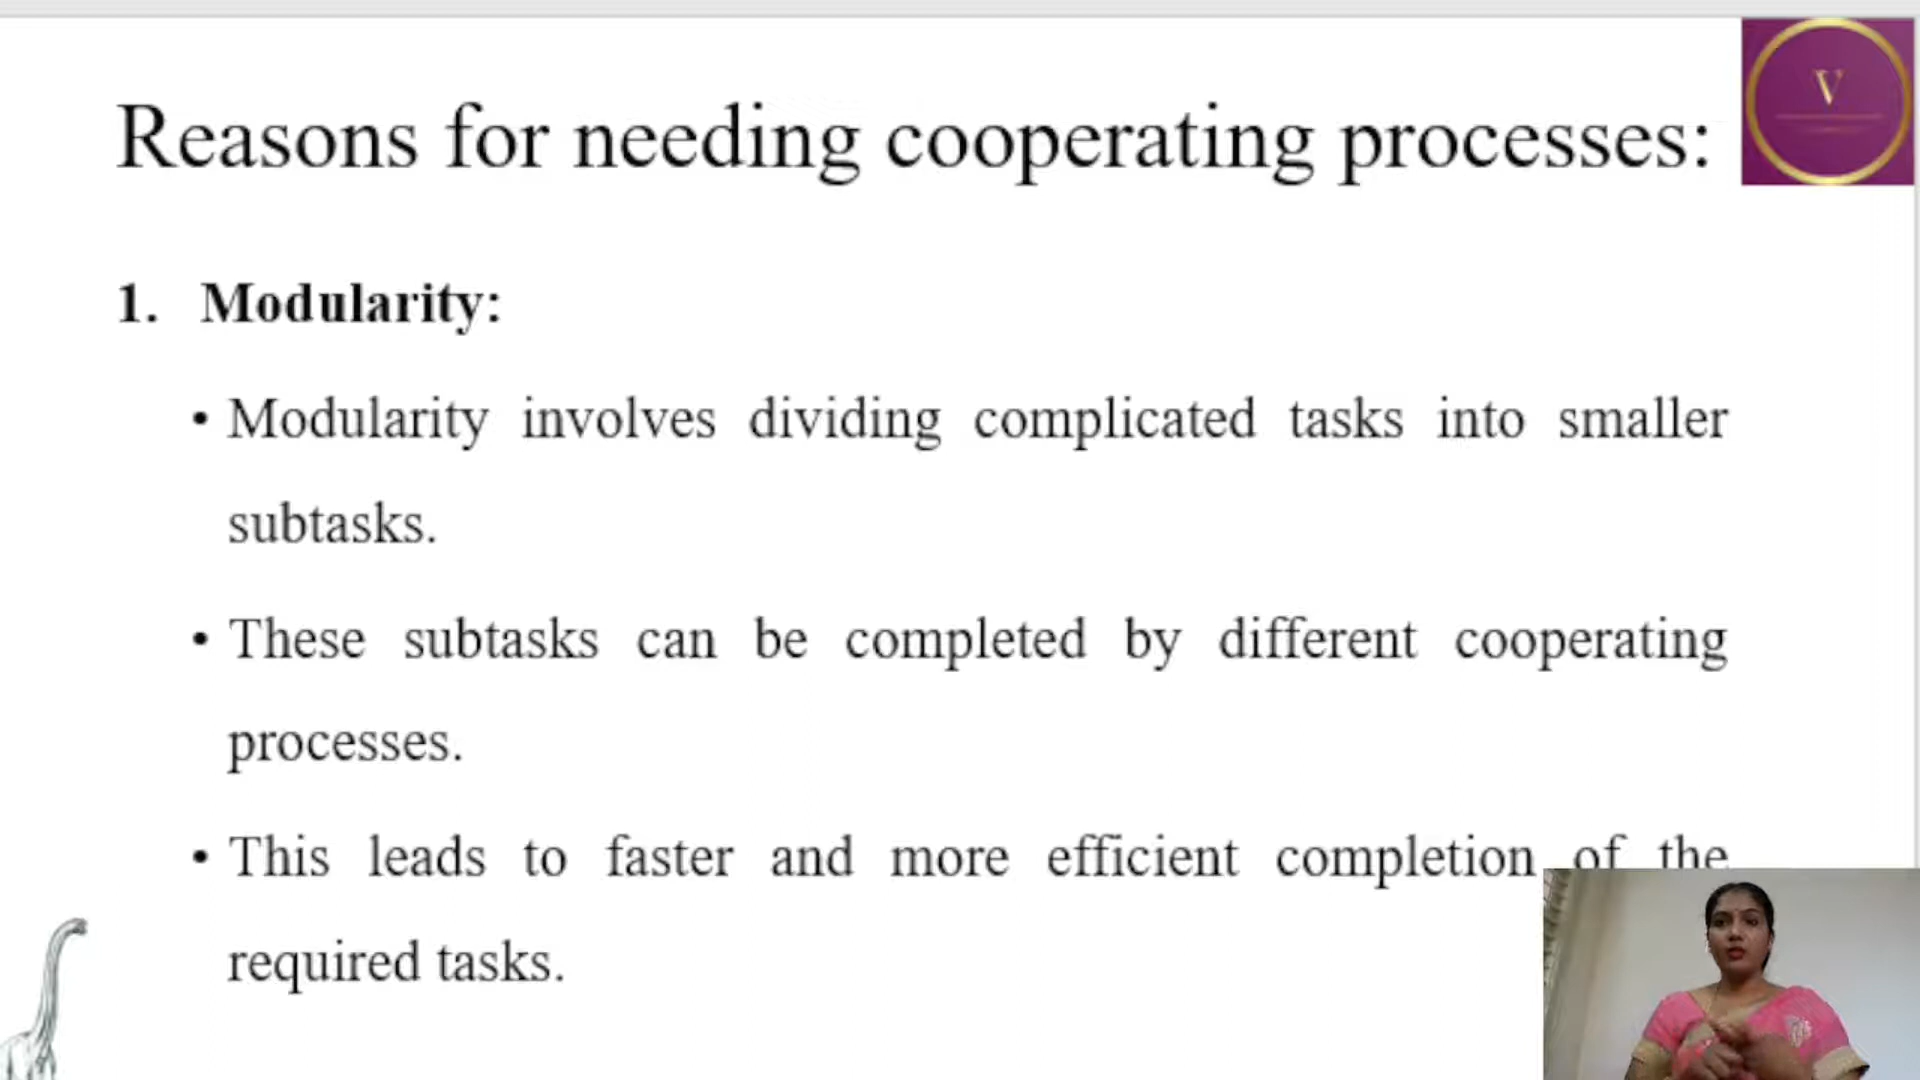 V
Reasons for needing cooperating processes:
1. Modularity:
• Modularity involves dividing complicated tasks into smaller
subtasks.
• These subtasks can be completed by different cooperating
processes.
• This leads to faster and more efficient completion of the
required tasks.